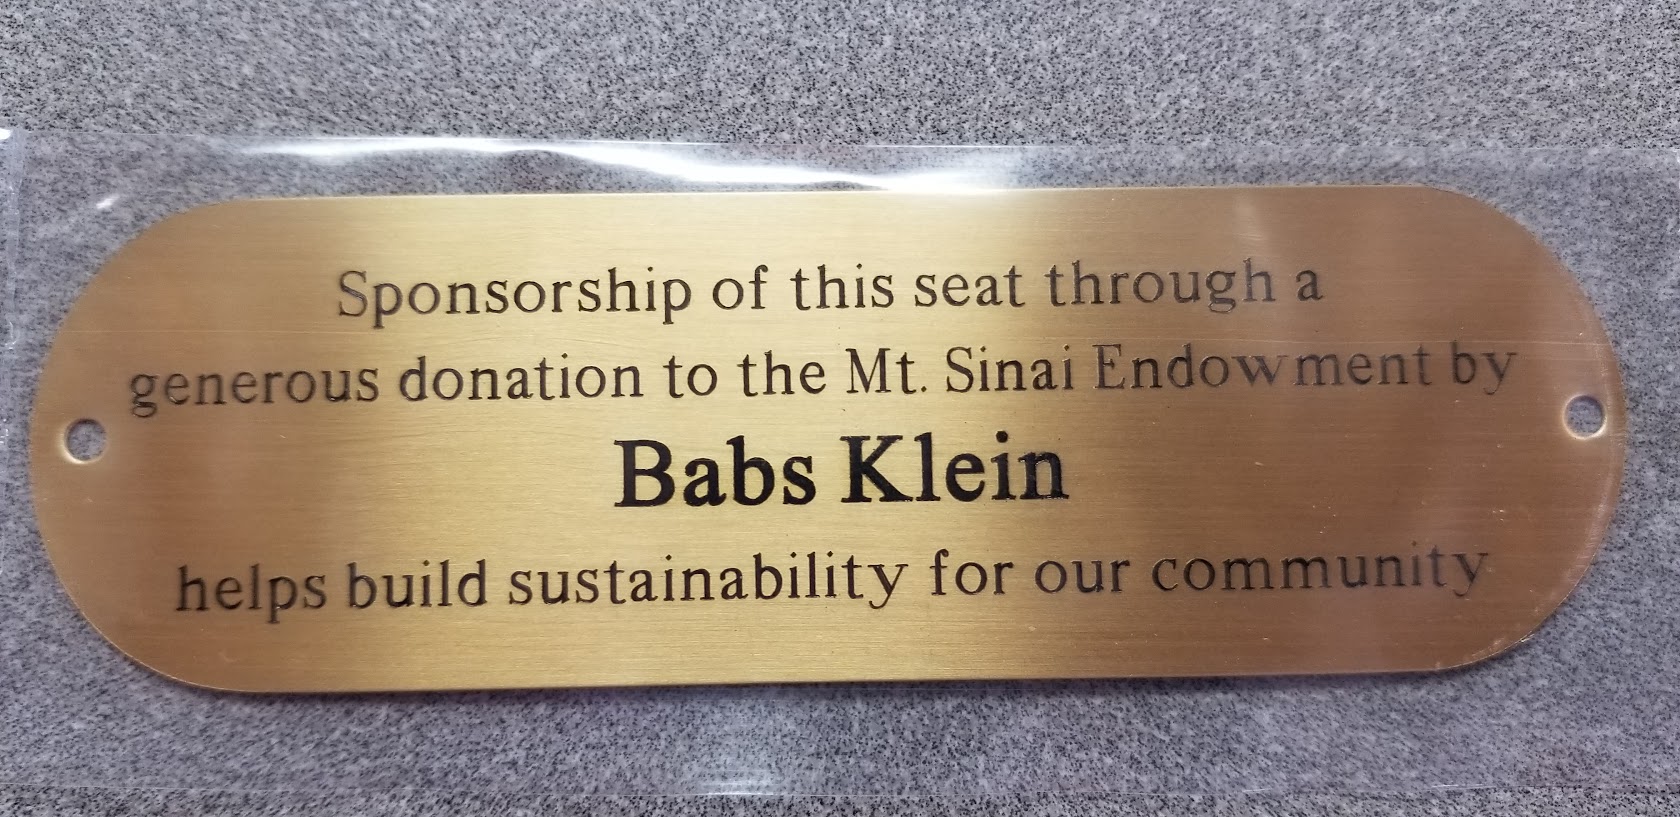 Sponsorship of this seat through a
generous donation to the Mt. Sinai Endowment by
Babs Klein
helps build sustainability for our community